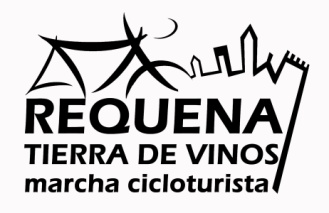 REQUENA
TIERRA DE VINOS
marcha cicloturista